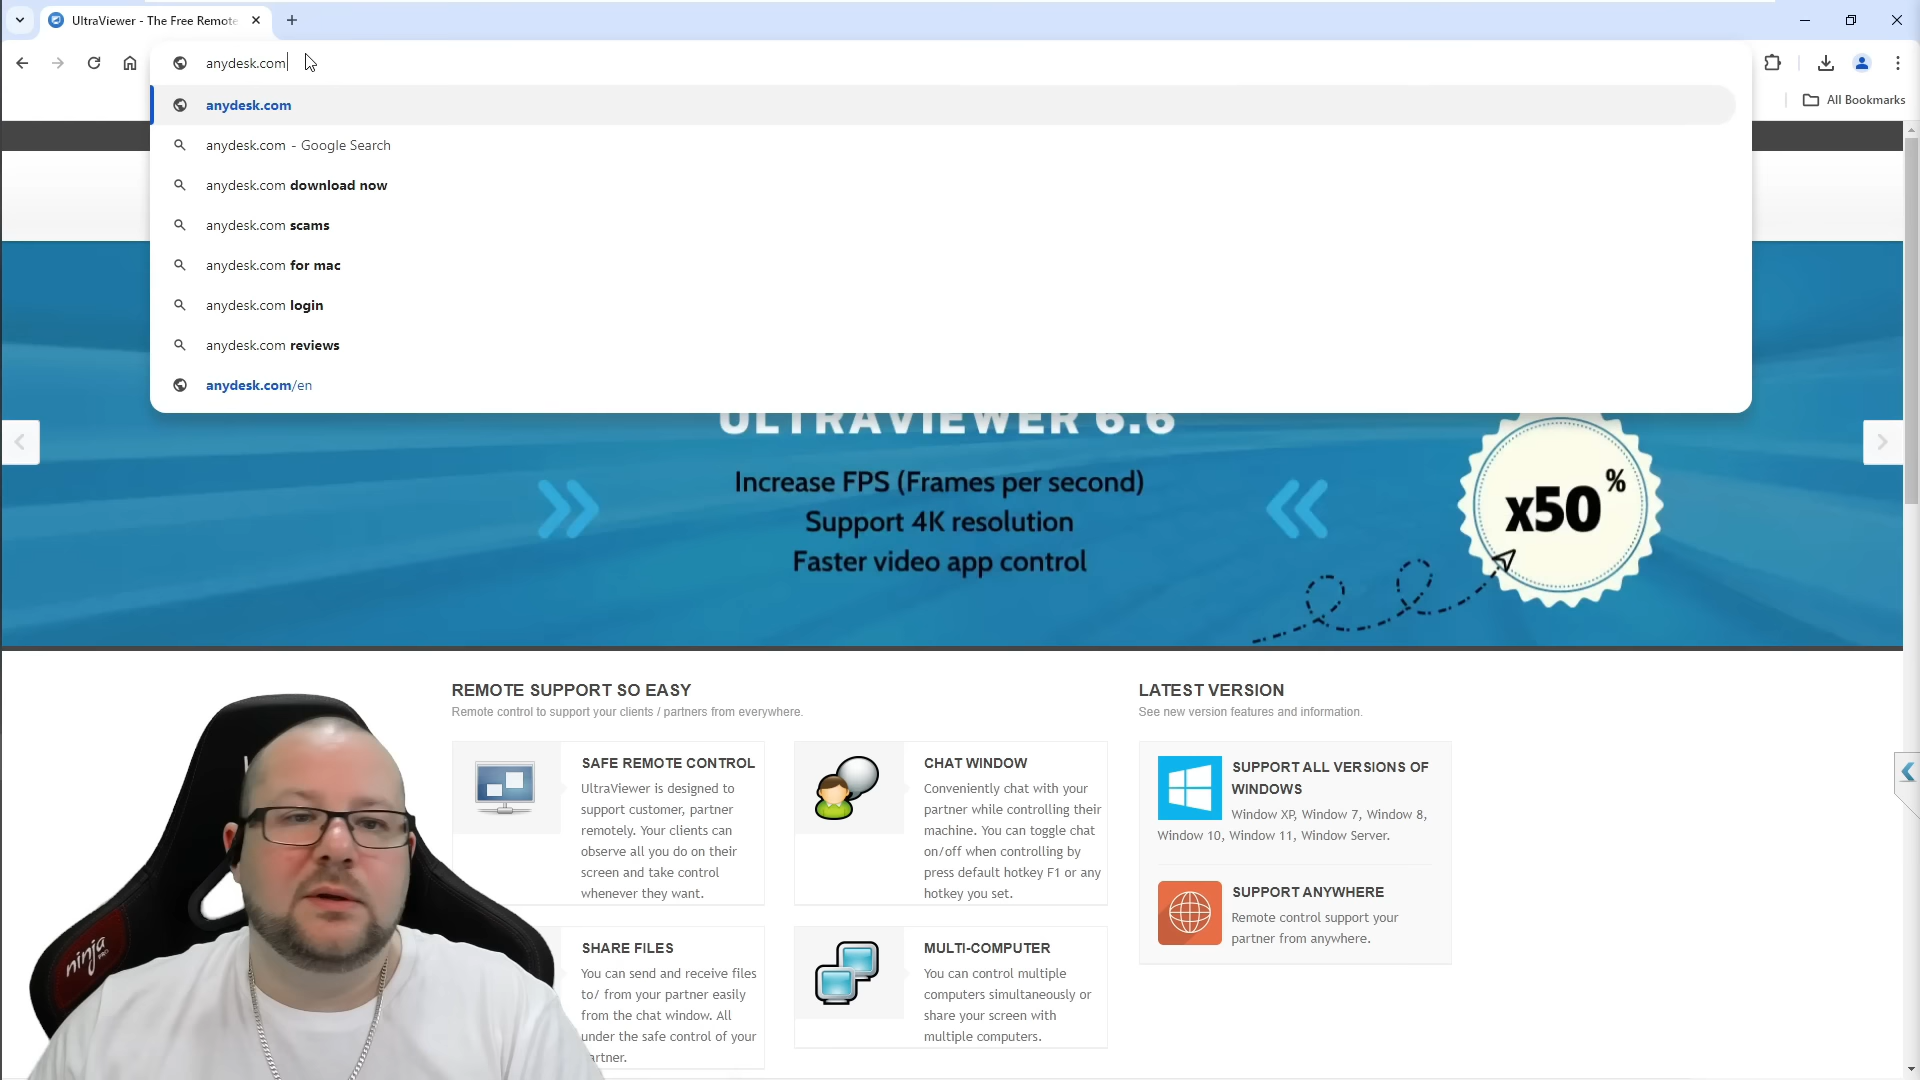 UltraViewer - The Free Remote
anydesk.com
anydesk.com
anydesk.com - Google Search
anydesk.com download now
anydesk.com scams
anydesk.com for mac
anydesk.com login
anydesk.com reviews
anydesk.com/en
All Bookmarks
ULTRAVIEWER 6.6
Increase FPS (Frames per second)
Support 4K resolution
Faster video app control
x50%
REMOTE SUPPORT SO EASY
Remote control to support your clients / partners from everywhere.
SAFE REMOTE CONTROL
UltraViewer is designed to
support customer, partner
remotely. Your clients can
observe all you do on their
screen and take control
whenever they want.
CHAT WINDOW
Conveniently chat with your
partner while controlling their
machine. You can toggle chat
on/off when controlling by
press default hotkey F1 or any
hotkey you set.
SHARE FILES
You can send and receive files
to/ from your partner easily
from the chat window. All
under the safe control of your
artner.
MULTI-COMPUTER
You can control multiple
computers simultaneously or
share your screen with
multiple computers.
LATEST VERSION
See new version features and information.
SUPPORT ALL VERSIONS OF
WINDOWS
Window XP, Window 7, Window 8,
Window 10, Window 11, Window Server.
SUPPORT ANYWHERE
Remote control support your
partner from anywhere.
ninja